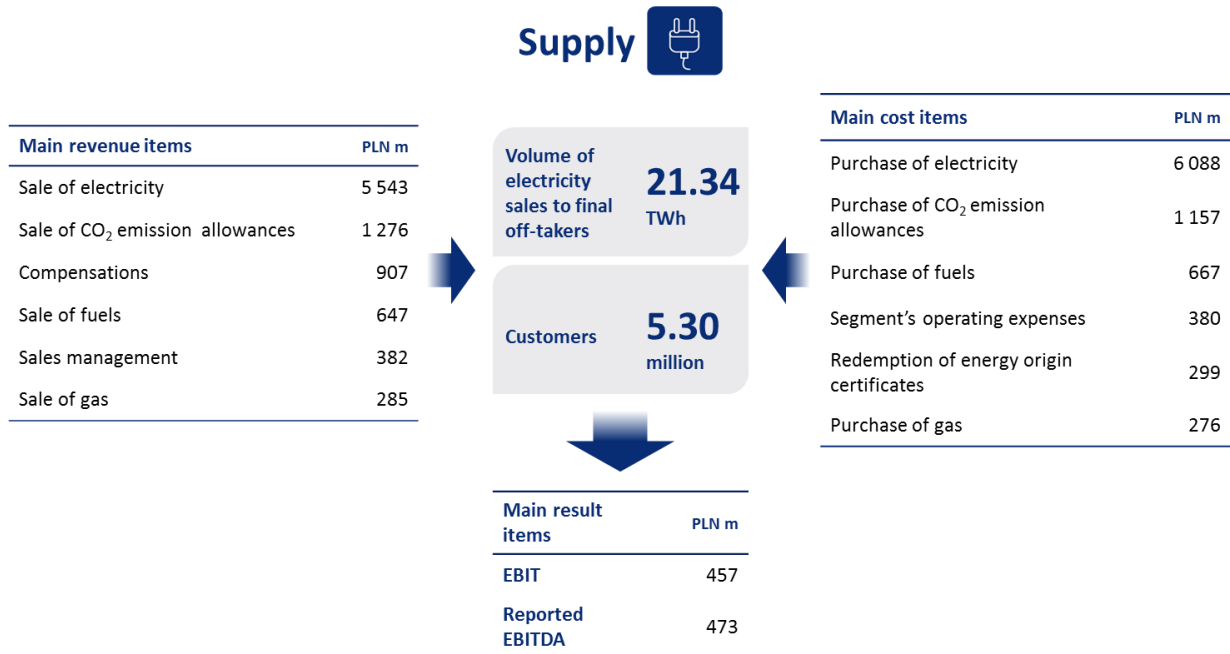 Supply
Main revenue items PLN m
Sale of electricity 5 543
Sale of CO₂ emission allowances 1 276
Compensations 907
Sale of fuels 647
Sales management 382
Sale of gas 285
Volume of
electricity
sales to final
off-takers
21.34
TWh
Customers
5.30
million
Main cost items PLN m
Purchase of electricity 6 088
Purchase of CO₂ emission
allowances 1 157
Purchase of fuels 667
Segment's operating expenses 380
Redemption of energy origin
certificates 299
Purchase of gas 276
Main result
items PLN m
EBIT 457
Reported
EBITDA 473